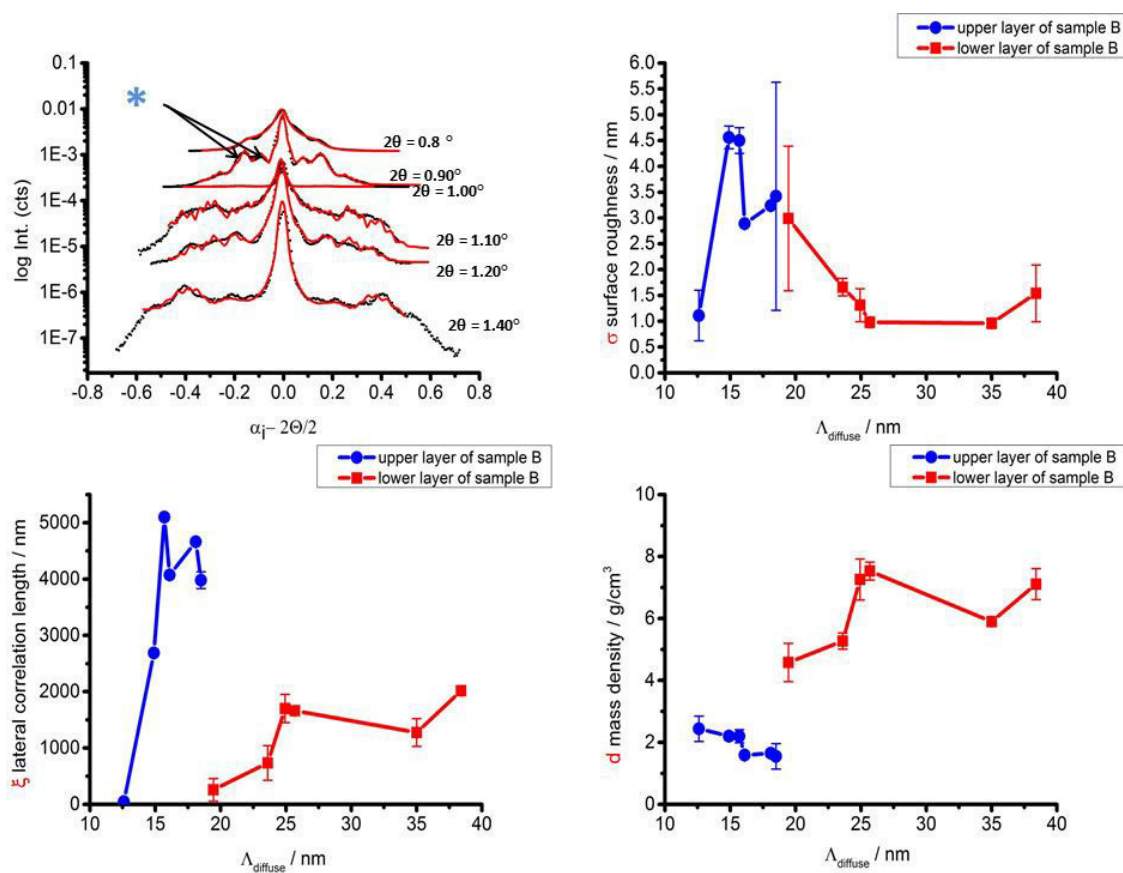 upper layer of sample B
lower layer of sample B
0.1
0.01
1E-3
1E-4
1E-5
1E-6
1E-7
log Int. (cts)
*
2θ = 0.8 °
2θ = 0.90°
2θ = 1.00°
2θ = 1.10°
2θ = 1.20°
2θ = 1.40°
-0.8 -0.6 -0.4 -0.2 0.0 0.2 0.4 0.6 0.8
αi– 2Θ/2
6.0
5.5
5.0
4.5
4.0
3.5
3.0
2.5
2.0
1.5
1.0
0.5
0.0
σ surface roughness / nm
10 15 20 25 30 35 40
Λdiffuse / nm
upper layer of sample B
lower layer of sample B
5000
4000
3000
2000
1000
0
ξ lateral correlation length / nm
10 15 20 25 30 35 40
Λdiffuse / nm
upper layer of sample B
lower layer of sample B
10
8
6
4
2
0
d mass density / g/cm³
10 15 20 25 30 35 40
Λdiffuse / nm